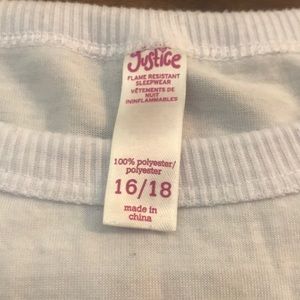 Justice
FLAME RESISTANT
SLEEPWEAR
VÊTEMENTS DE
NUIT
ININFLAMMABLES
100% polyester/
polyester
16/18
made in
china